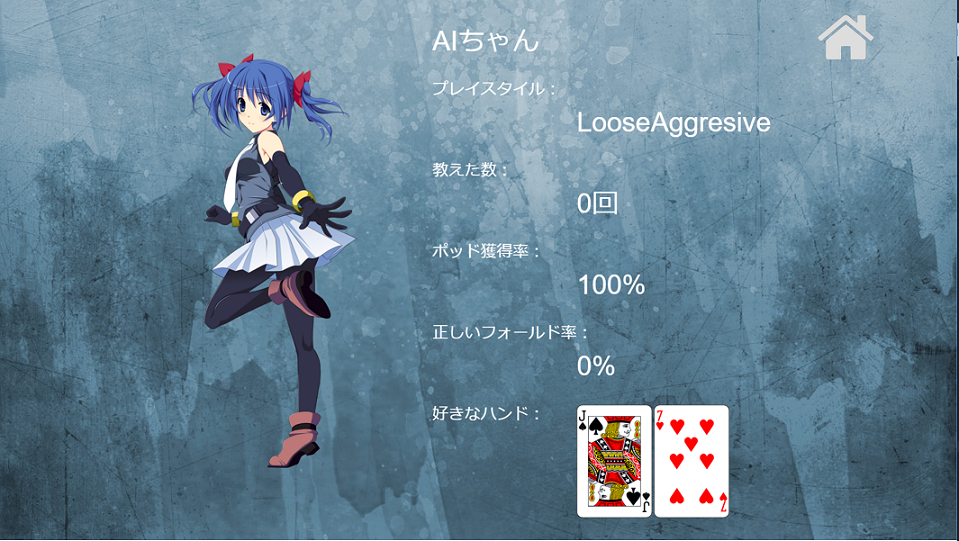 AIちゃん
プレイスタイル：
LooseAggresive
教えた数：
0回
ポッド獲得率：
100%
正しいフォールド率：
0%
好きなハンド：
J 7
J 7